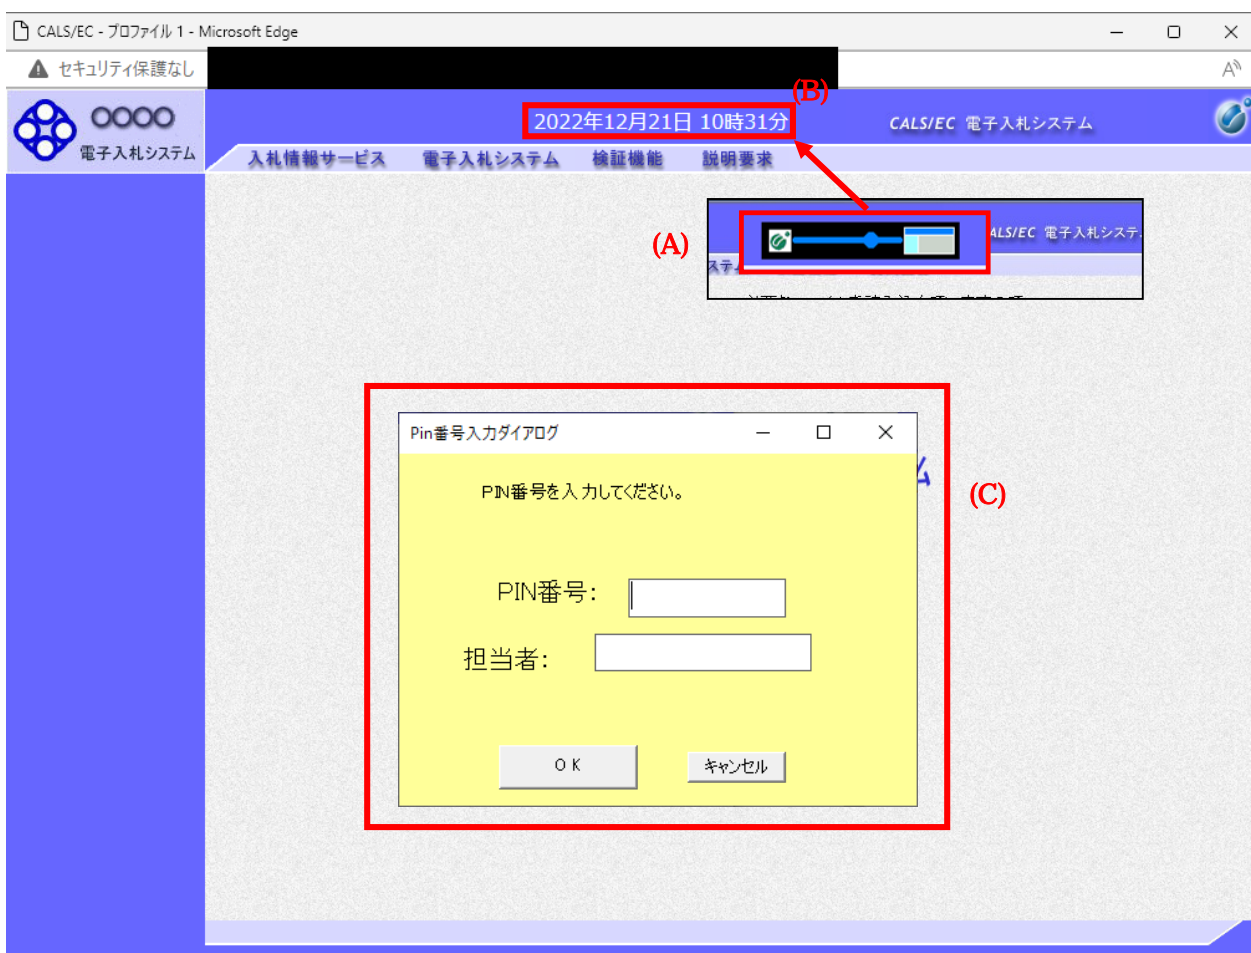 CALS/EC - プロファイル 1 - Microsoft Edge
セキュリティ保護なし
(B)
○○○○
電子入札システム
2022年12月21日 10時31分
CALS/EC 電子入札システム
入札情報サービス 電子入札システム 検証機能 説明要求
(A)
ALS/EC 電子入札システ
ステム
(C)
Pin番号入力ダイアログ
PIN番号を入力してください。
ム
PIN番号:
担当者:
OK
キャンセル